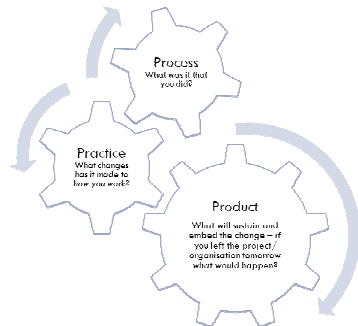 Process
What was it that
you did?
Practice
What changes
has it made to
how you work?
Product
What will sustain and
embed the change – if
you left the project/
organisation tomorrow
what would happen?